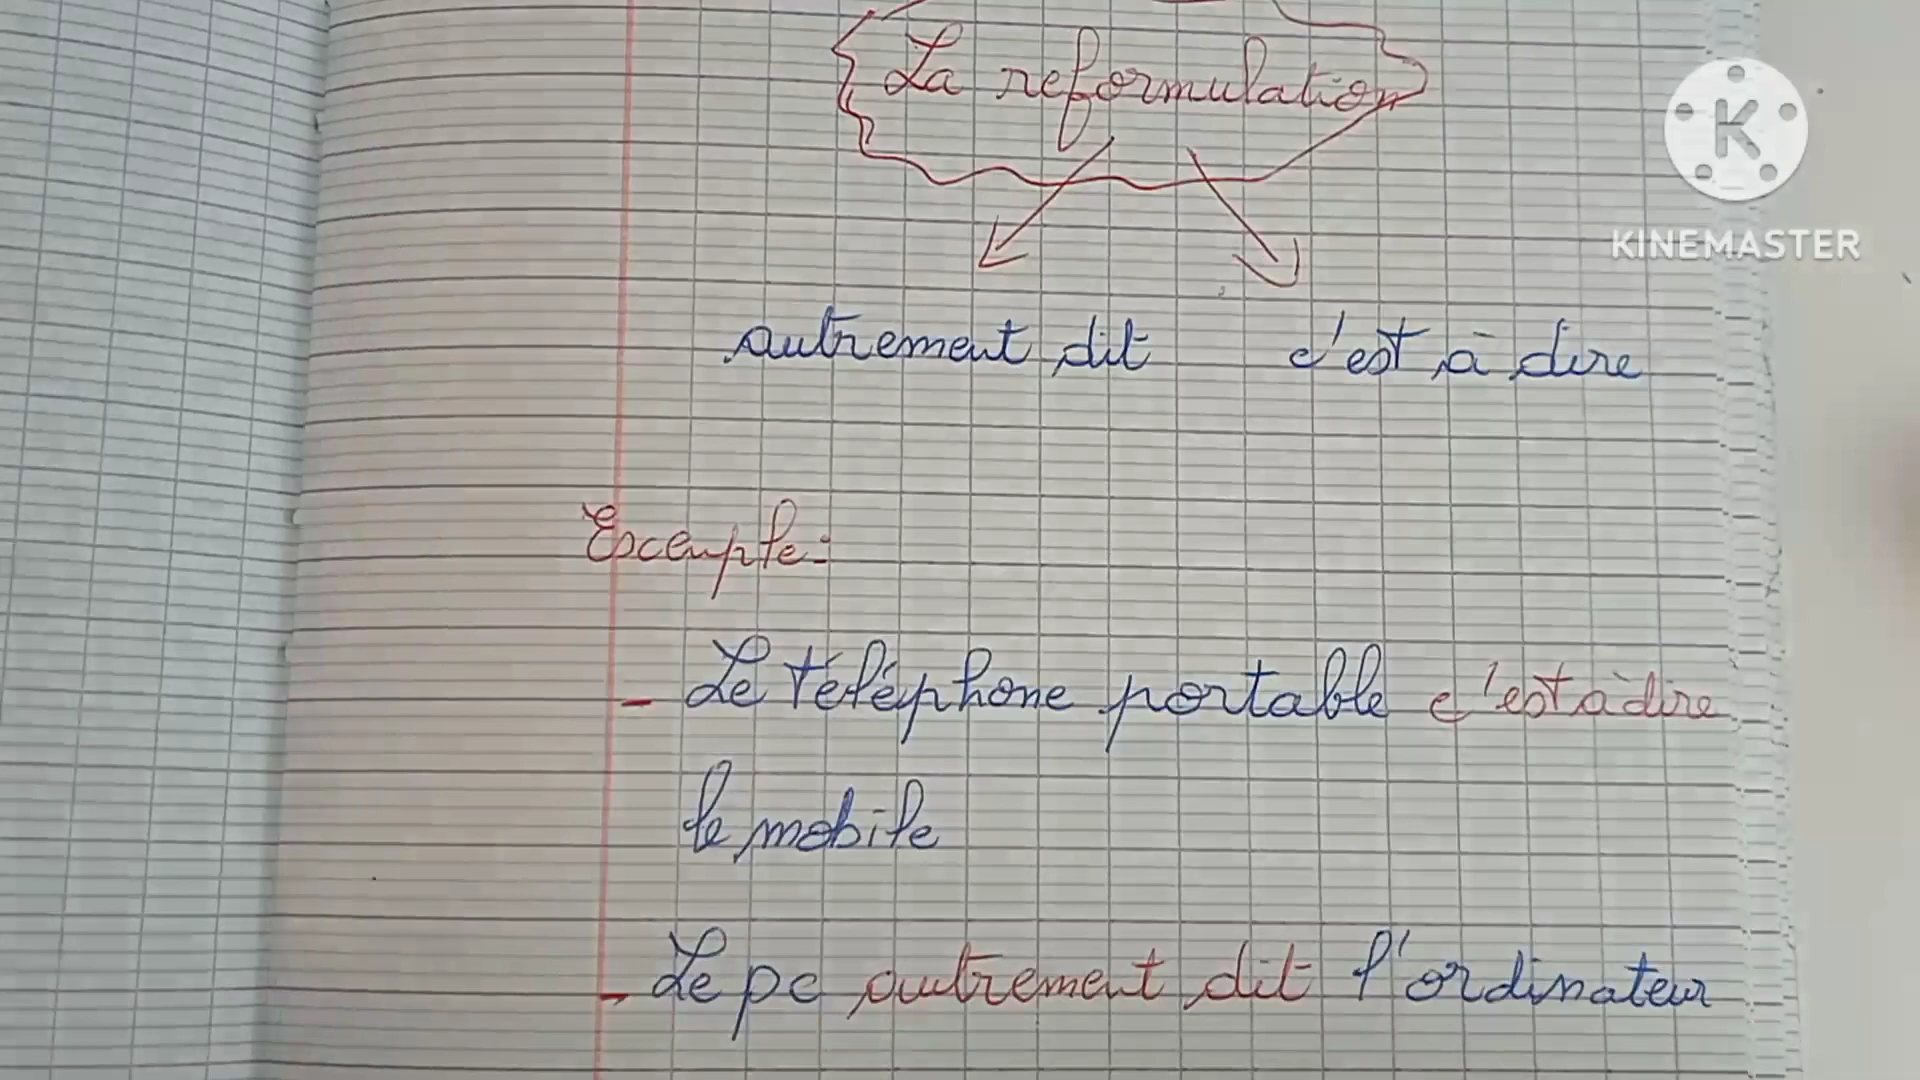 La reformulation
KINEMASTER
autrement dit c'est à dire
Exemple:
- Le téléphone portable c'est à dire
le mobile
- Le pc autrement dit l'ordinateur